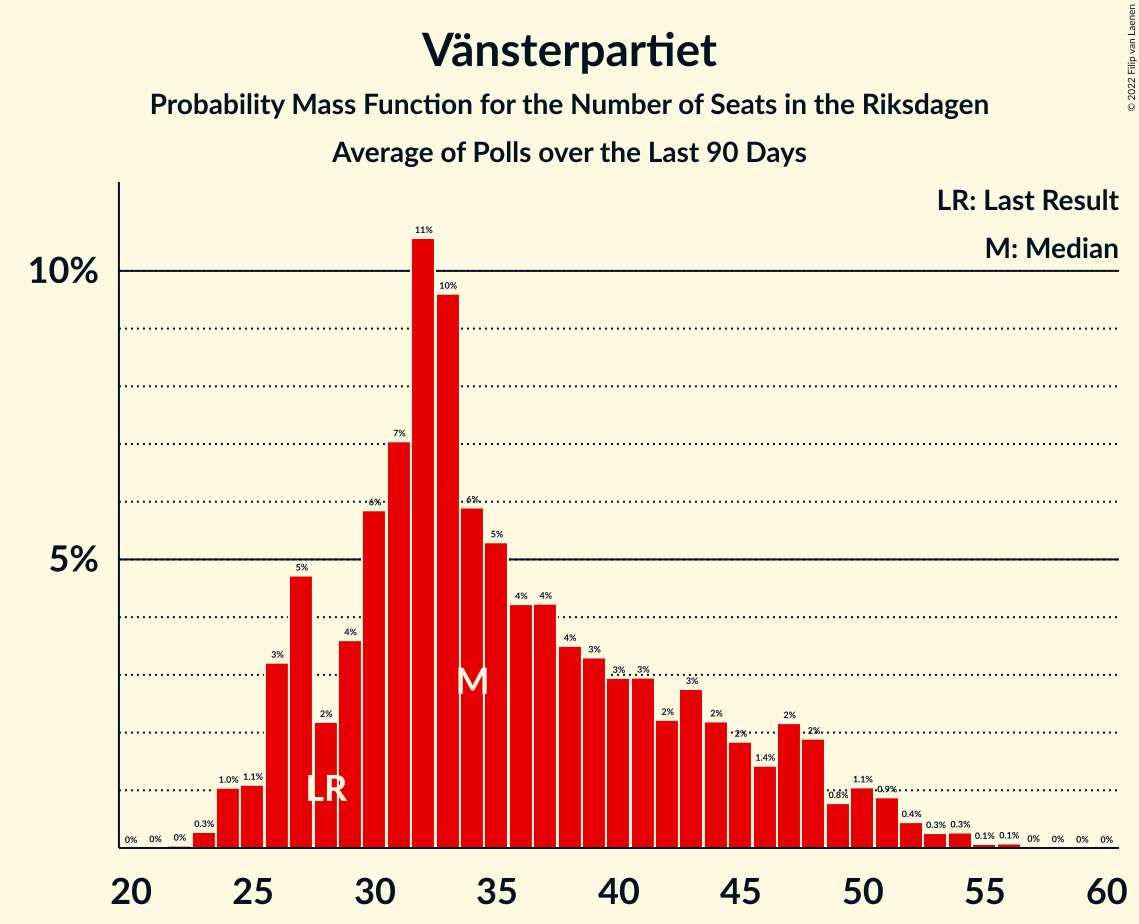 Vänsterpartiet
Probability Mass Function for the Number of Seats in the Riksdagen
Average of Polls over the Last 90 Days
© 2022 Filip van Laenen
LR: Last Result
M: Median
10%
5%
0% 0% 0% 0.3% 1.0% 1.1% 3% 5% 2% 4% 6% 7% 11% 10% 6% 5% 4% 4% 4% 3% 3% 3% 2% 3% 2% 2% 1.4% 2% 2% 0.8% 1.1% 0.9% 0.4% 0.3% 0.3% 0.1% 0.1% 0% 0% 0% 0%
M
LR
20 25 30 35 40 45 50 55 60